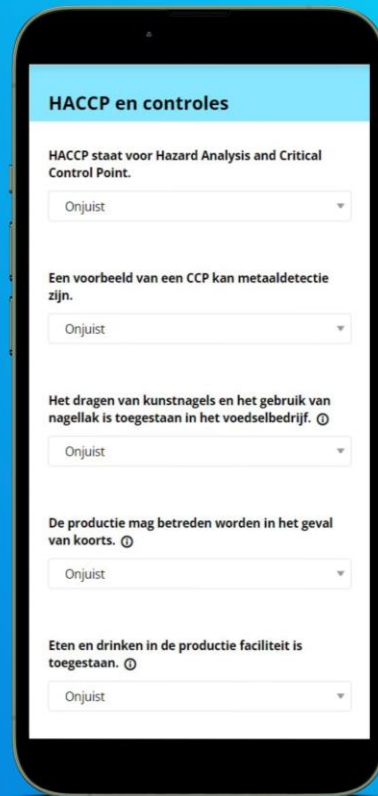 HACCP en controles
HACCP staat voor Hazard Analysis and Critical
Control Point.
Onjuist
Een voorbeeld van een CCP kan metaaldetectie
zijn.
Onjuist
Het dragen van kunstnagels en het gebruik van
nagellak is toegestaan in het voedselbedrijf.
Onjuist
De productie mag betreden worden in het geval
van koorts.
Onjuist
Eten en drinken in de productie faciliteit is
toegestaan.
Onjuist